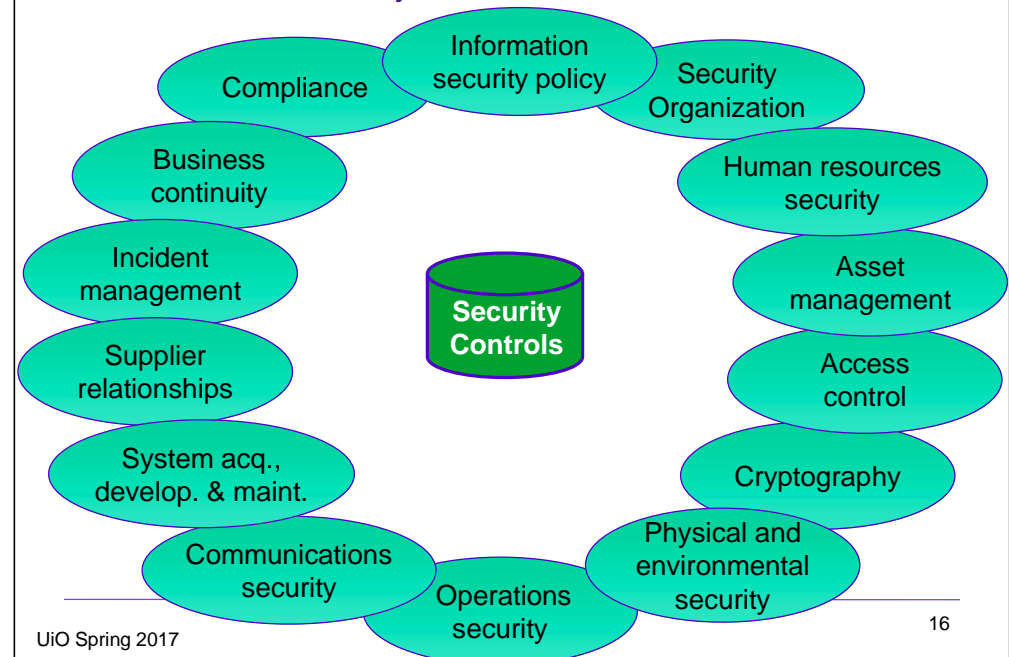 Information
security policy
Security
Organization
Human resources
security
Asset
management
Access
control
Cryptography
Physical and
environmental
security
Operations
security
Communications
security
System acq.,
develop. & maint.
Supplier
relationships
Incident
management
Business
continuity
Compliance
Security
Controls
UiO Spring 2017
16